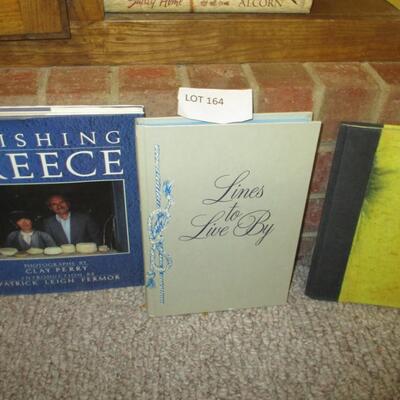 Home
ALCORN
LOT 164
ISHING
REECE
PHOTOGRAPHS BY
CLAY PERRY
INTRODUCTION BY
PATRICK LEIGH FERMOR
Lines
to
Live By